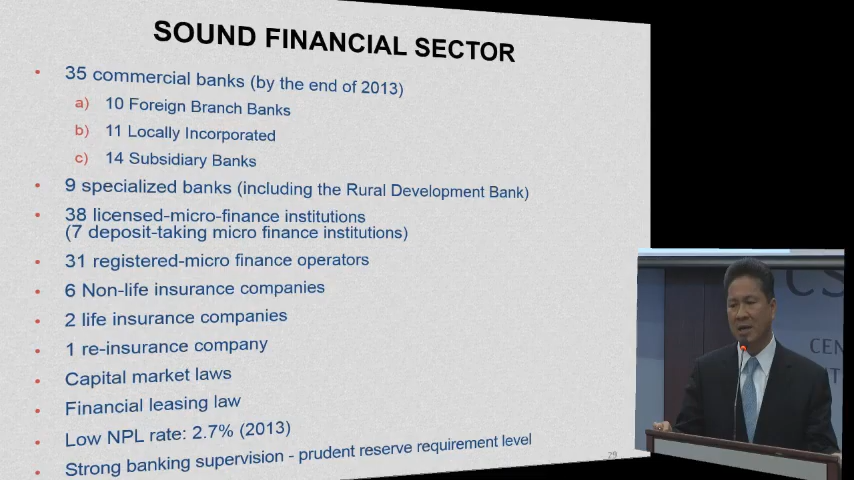 SOUND FINANCIAL SECTOR
• 35 commercial banks (by the end of 2013)
a) 10 Foreign Branch Banks
b) 11 Locally Incorporated
c) 14 Subsidiary Banks
• 9 specialized banks (including the Rural Development Bank)
• 38 licensed-micro-finance institutions
(7 deposit-taking micro finance institutions)
• 31 registered-micro finance operators
• 6 Non-life insurance companies
• 2 life insurance companies
• 1 re-insurance company
• Capital market laws
• Financial leasing law
• Low NPL rate: 2.7% (2013)
• Strong banking supervision - prudent reserve requirement level
29